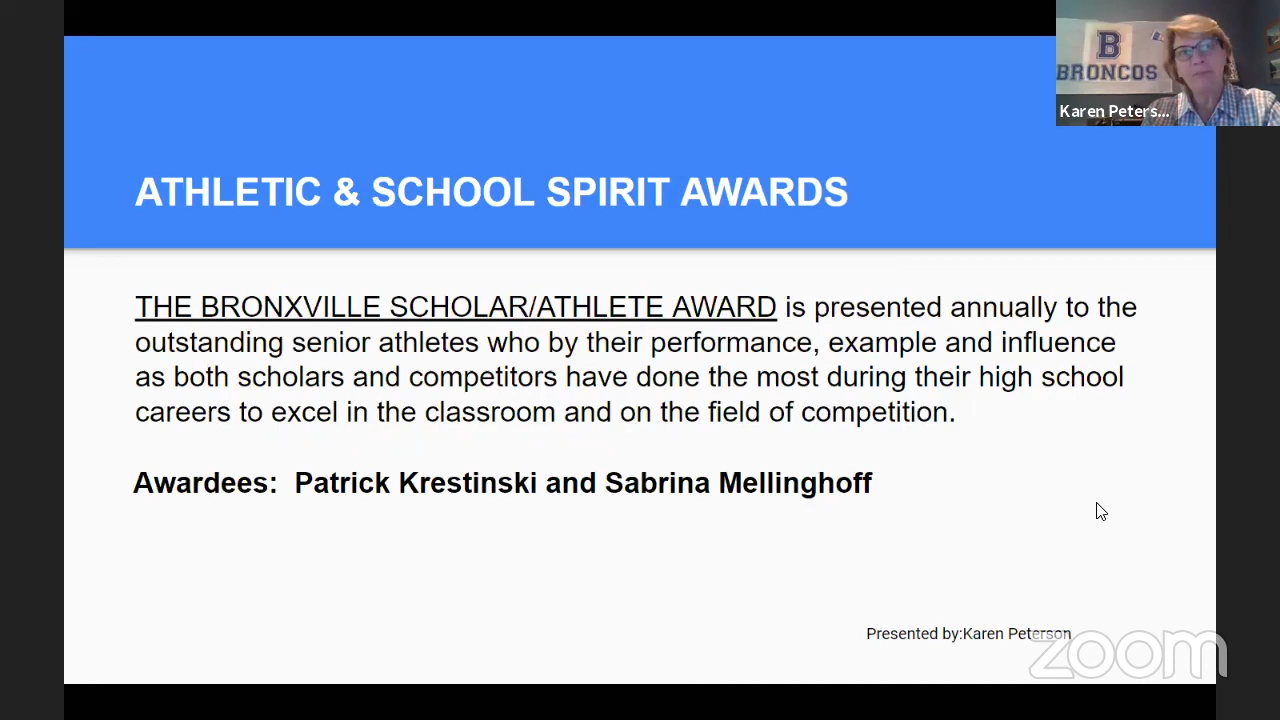 B
BRONCOS
Karen Peters...
ATHLETIC & SCHOOL SPIRIT AWARDS
THE BRONXVILLE SCHOLAR/ATHLETE AWARD is presented annually to the
outstanding senior athletes who by their performance, example and influence
as both scholars and competitors have done the most during their high school
careers to excel in the classroom and on the field of competition.
Awardees:  Patrick Krestinski and Sabrina Mellinghoff
Presented by:Karen Peterson
zoom